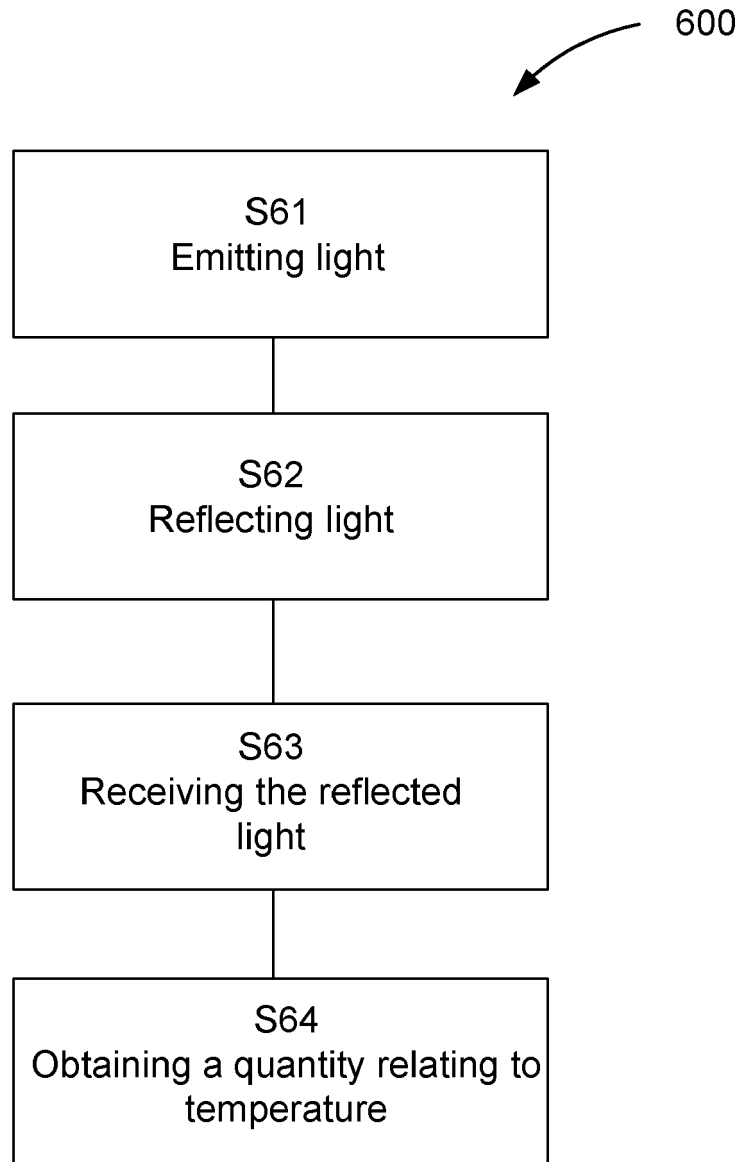 600
S61
Emitting light
S62
Reflecting light
S63
Receiving the reflected
light
S64
Obtaining a quantity relating to
temperature